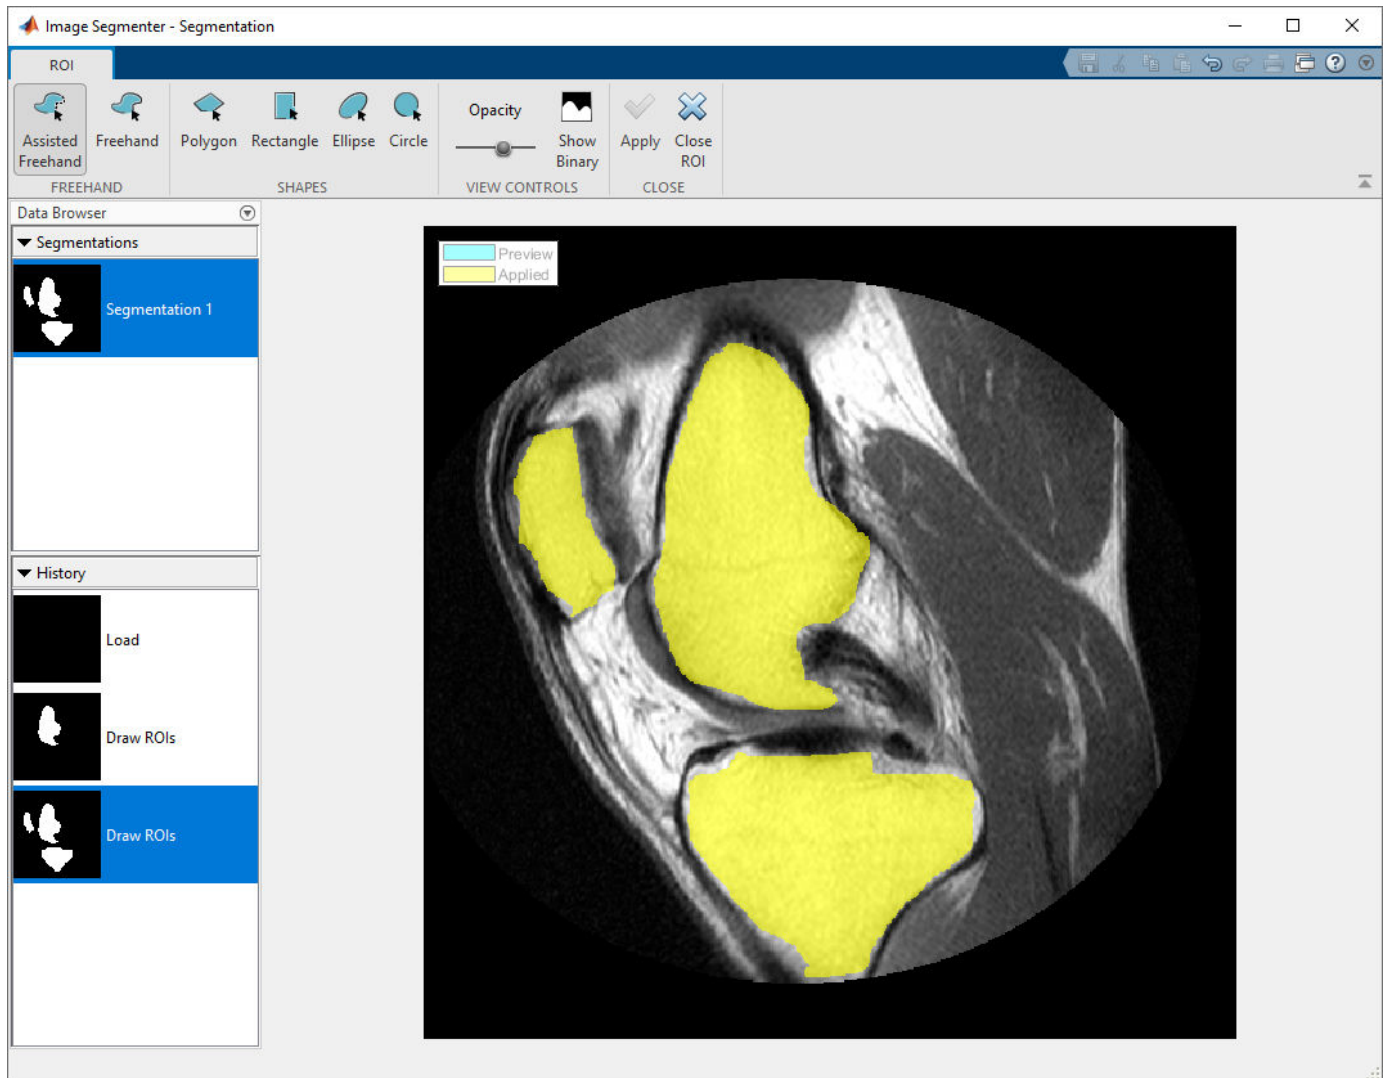 Image Segmenter - Segmentation
ROI
Assisted
Freehand
Freehand
Polygon
Rectangle
Ellipse
Circle
Opacity
Show
Binary
Apply
Close
ROI
FREEHAND
SHAPES
VIEW CONTROLS
CLOSE
Data Browser
Segmentations
Segmentation 1
History
Load
Draw ROIs
Draw ROIs
Preview
Applied